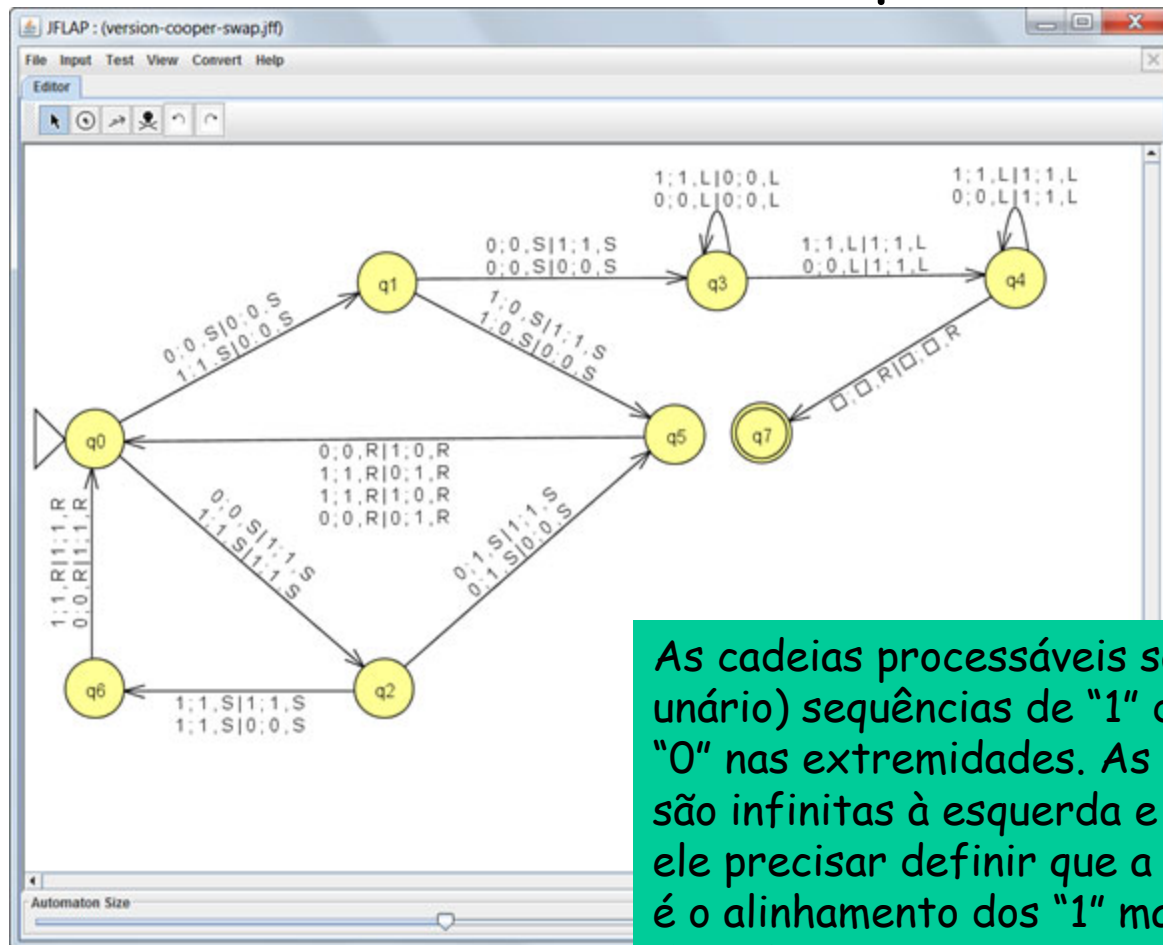 JFLAP : (version-cooper-swap.jff)
File Input Test View Convert Help
Editor
1;1,L|0;0,L
0;0,L|0;0,L
1;1,L|1;1,L
0;0,L|1;1,L
0;0,S|1;1,S
0;0,S|0;0,S
1;1,L|1;1,L
0;0,L|1;1,L
q1
q3
q4
0;0,S|0;0,S
1;1,S|0;0,S
1;0,S|1;1,S
1;0,S|0;0,S
□;□,R|□;□,R
q0
q5
q7
0;0,R|1;0,R
1;1,R|0;1,R
1;1,R|1;0,R
0;0,R|0;1,R
1;1,R|1;1,R
0;0,R|1;1,R
0;0,S|1;1,S
1;1,S|1;1,S
0;1,S|1;1,S
0;1,S|0;0,S
q6
q2
1;1,S|1;1,S
1;1,S|0;0,S
As cadeias processáveis
unário) sequências de “1”
“0” nas extremidades. As
são infinitas à esquerda e
ele precisar definir que a
é o alinhamento dos “1”
Automaton Size